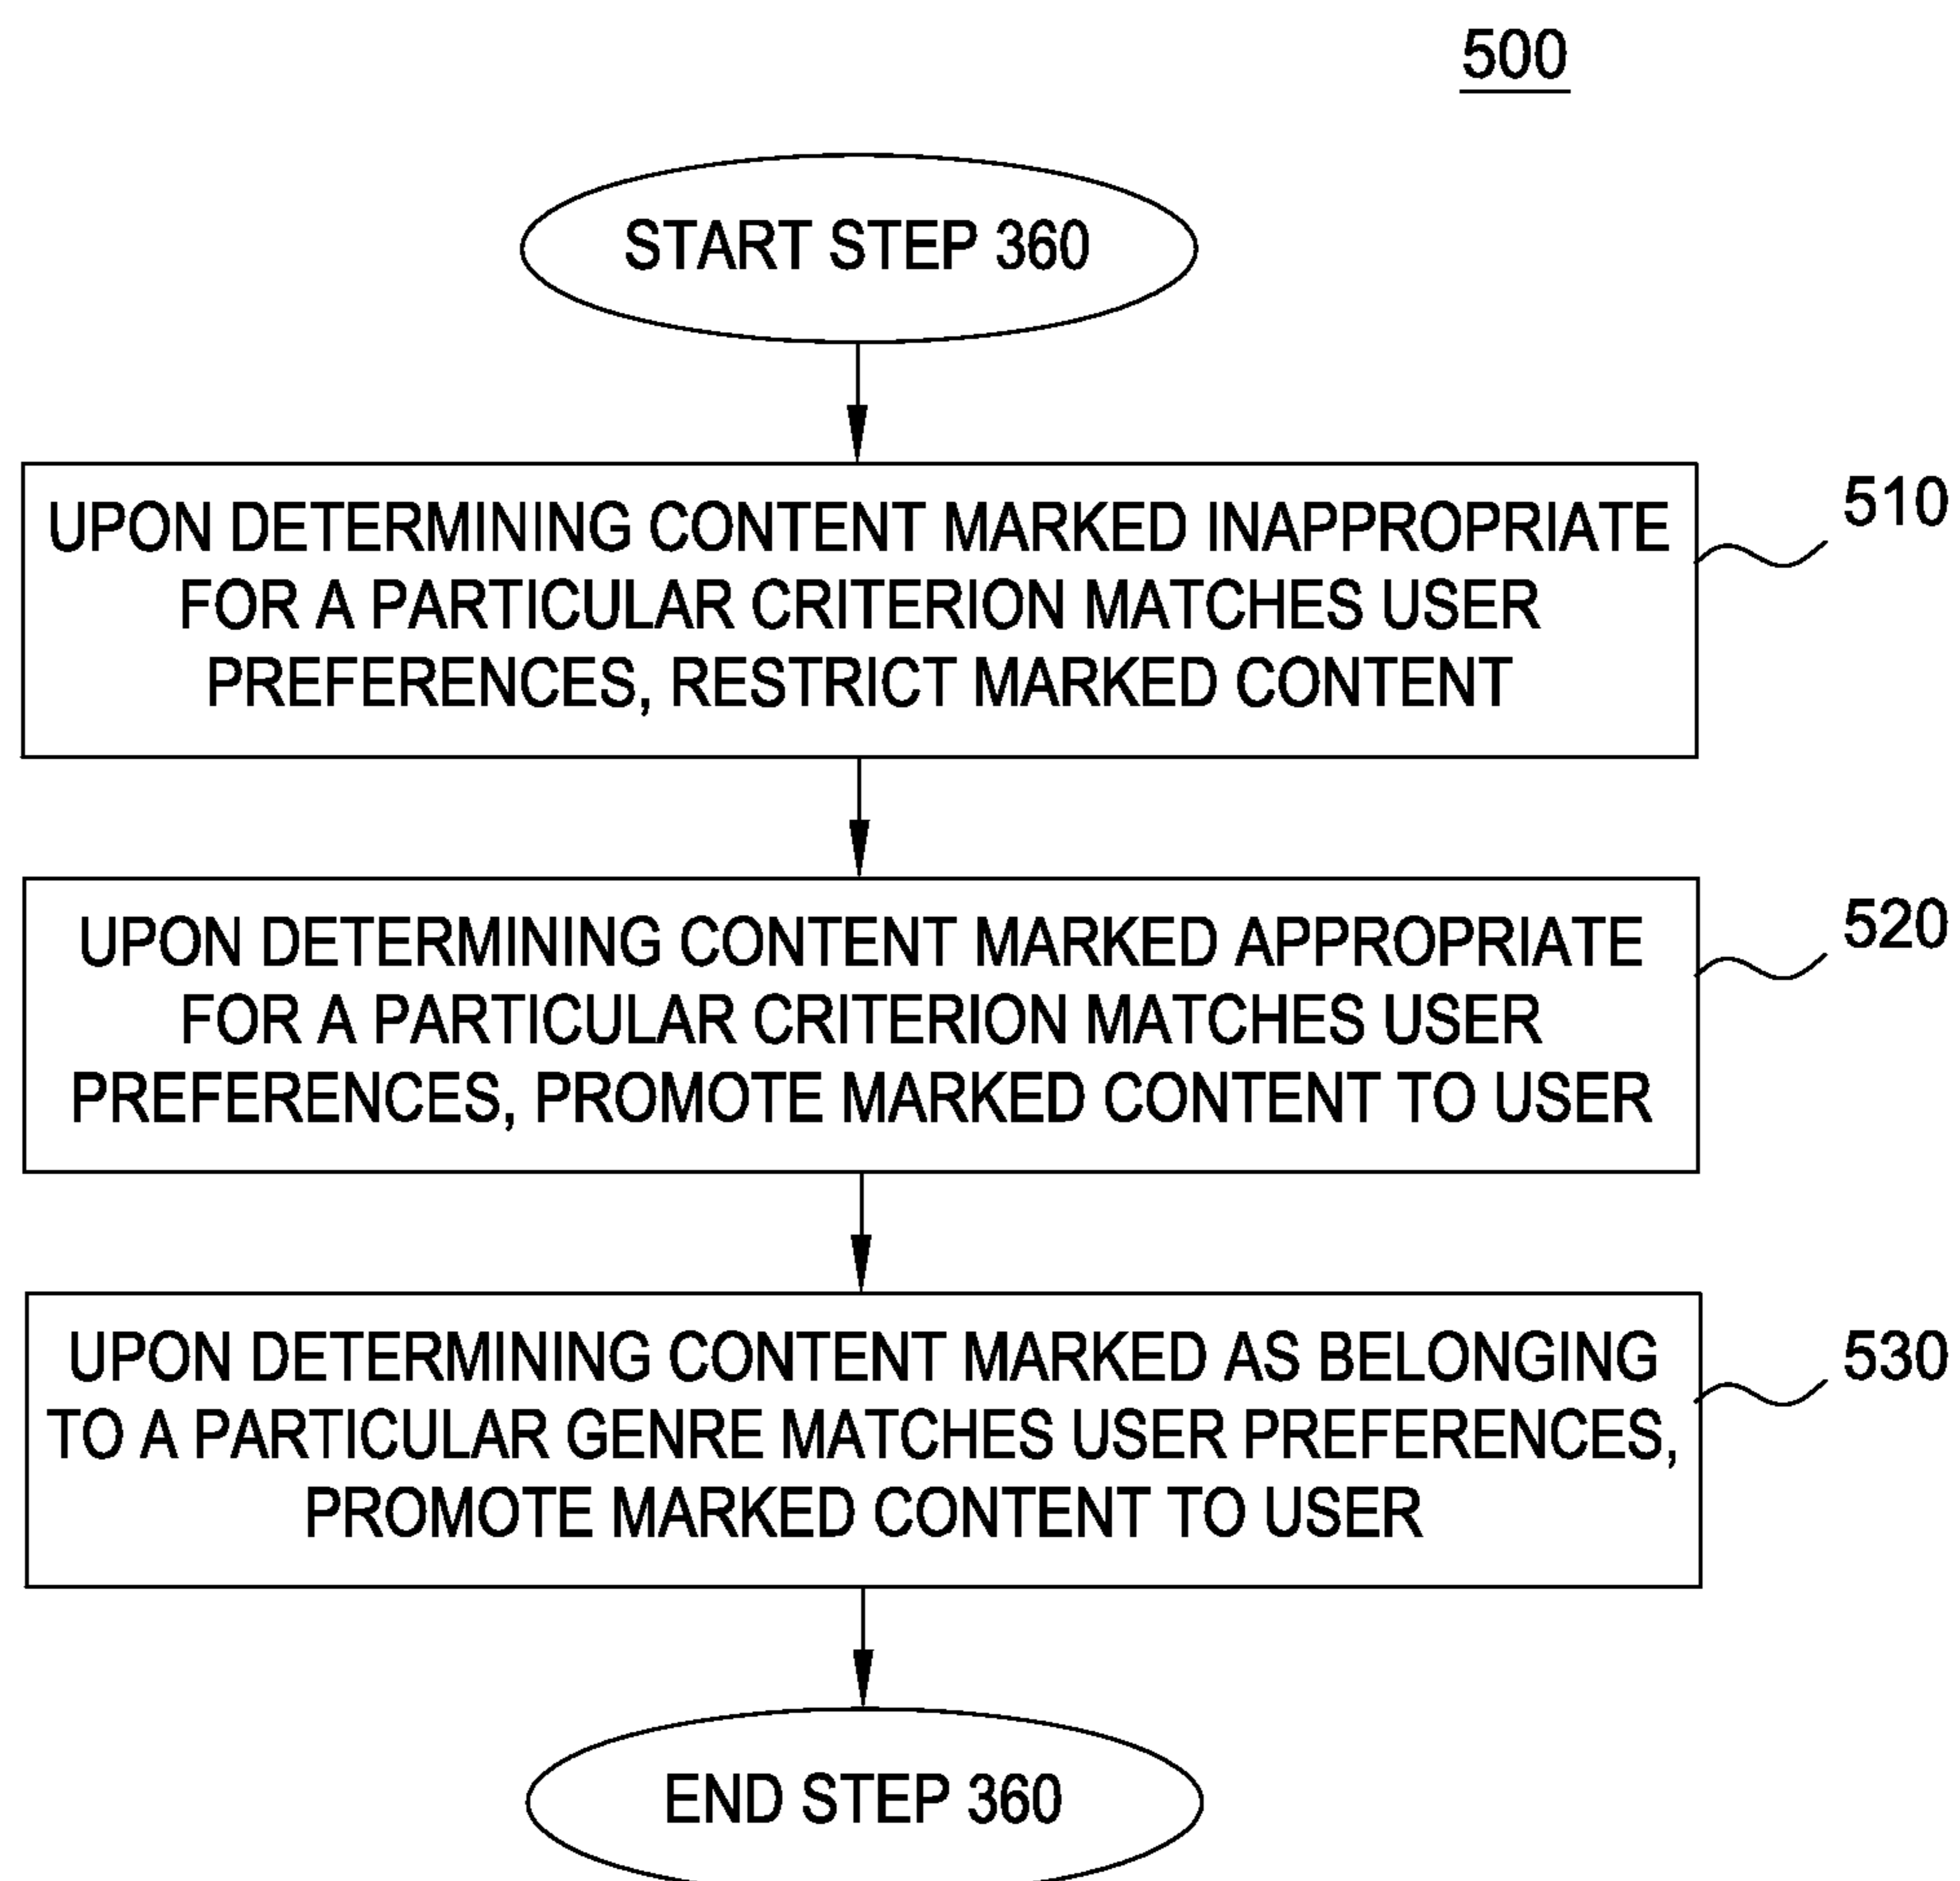 500
START STEP 360
UPON DETERMINING CONTENT MARKED INAPPROPRIATE
FOR A PARTICULAR CRITERION MATCHES USER
PREFERENCES, RESTRICT MARKED CONTENT
510
UPON DETERMINING CONTENT MARKED APPROPRIATE
FOR A PARTICULAR CRITERION MATCHES USER
PREFERENCES, PROMOTE MARKED CONTENT TO USER
520
UPON DETERMINING CONTENT MARKED AS BELONGING
TO A PARTICULAR GENRE MATCHES USER PREFERENCES,
PROMOTE MARKED CONTENT TO USER
530
END STEP 360